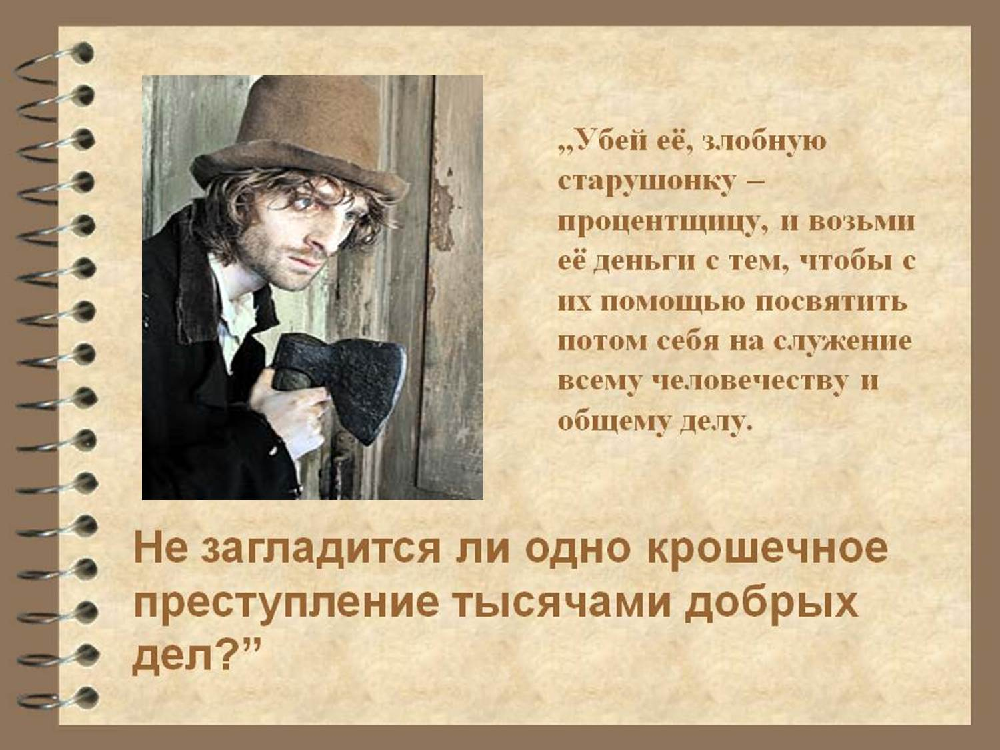 „Убей её, злобную
старушонку –
процентщицу, и возьми
её деньги с тем, чтобы с
их помощью посвятить
потом себя на служение
всему человечеству и
общему делу.
Не загладится ли одно крошечное
преступление тысячами добрых
дел?”